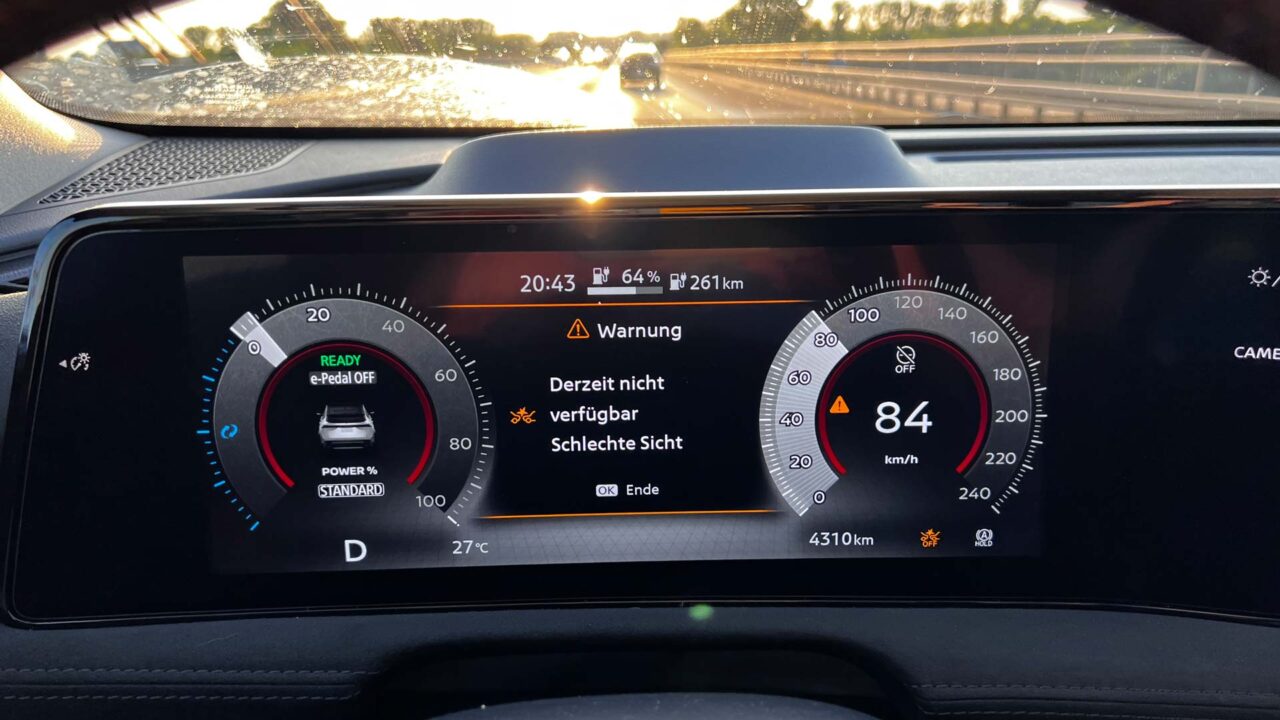 20:43 64% 261km
Warnung
Derzeit nicht
verfügbar
Schlechte Sicht
OK Ende
0 20 40 60 80 100
READY
e-Pedal OFF
POWER %
STANDARD
D
27°C
0 20 40 60 80 100 120 140 160 180 200 220 240
OFF
84
km/h
4310km
OFF
A
HOLD
CAME